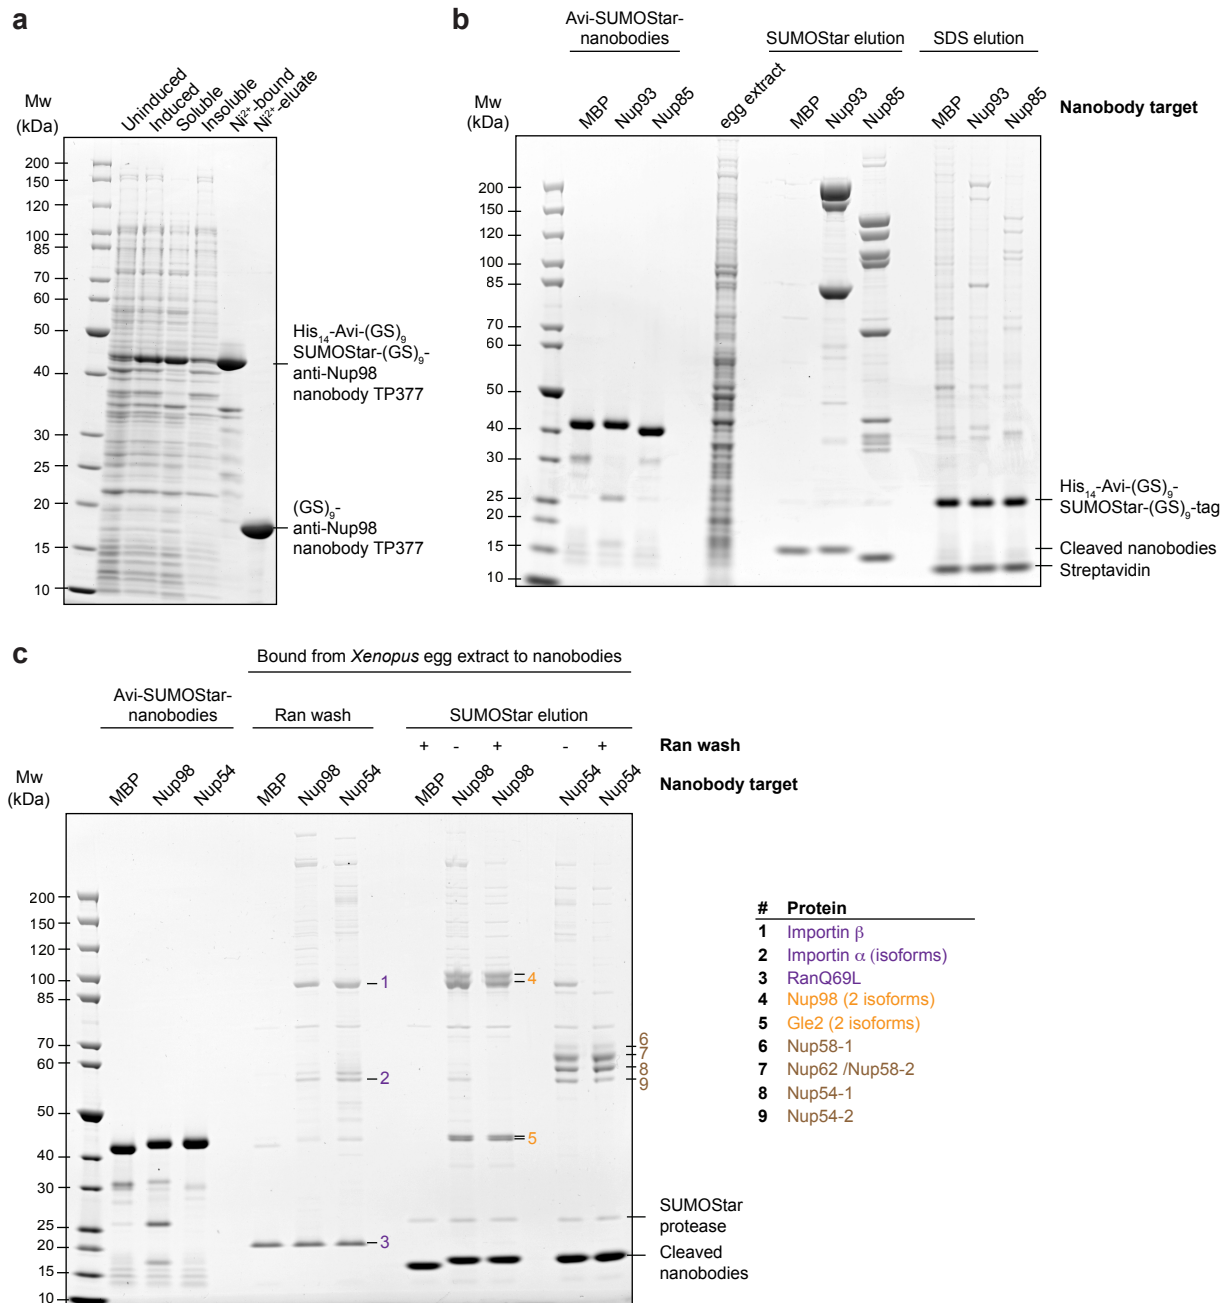 a
Mw
(kDa)
Uninduced
Induced
Soluble
Insoluble
Ni²⁺-bound
Ni²⁺-eluate
200
150
120
100
85
70
60
50
40
30
25
20
15
10
His₁₄-Avi-(GS)₉
SUMOStar-(GS)₉-
anti-Nup98
nanobody TP377
(GS)₉-
anti-Nup98
nanobody TP377
b
Avi-SUMOStar-
nanobodies
SUMOStar elution
SDS elution
Mw
(kDa)
MBP
Nup93
Nup85
egg extract
MBP
Nup93
Nup85
MBP
Nup93
Nup85
Nanobody target
200
150
120
100
85
70
60
50
40
30
25
20
15
10
His₁₄-Avi-(GS)₉-
SUMOStar-(GS)₉-tag
Cleaved nanobodies
Streptavidin
c
Bound from Xenopus egg extract to nanobodies
Avi-SUMOStar-
nanobodies
Ran wash
SUMOStar elution
+ - + - +
Ran wash
Mw
(kDa)
MBP
Nup98
Nup54
MBP
Nup98
Nup54
MBP
Nup98
Nup98
Nup54
Nup54
Nanobody target
200
150
120
100
85
70
60
50
40
30
25
20
15
10
1
2
3
4
5
6
7
8
9
SUMOStar
protease
Cleaved
nanobodies
# Protein
1 Importin β
2 Importin α (isoforms)
3 RanQ69L
4 Nup98 (2 isoforms)
5 Gle2 (2 isoforms)
6 Nup58-1
7 Nup62 /Nup58-2
8 Nup54-1
9 Nup54-2